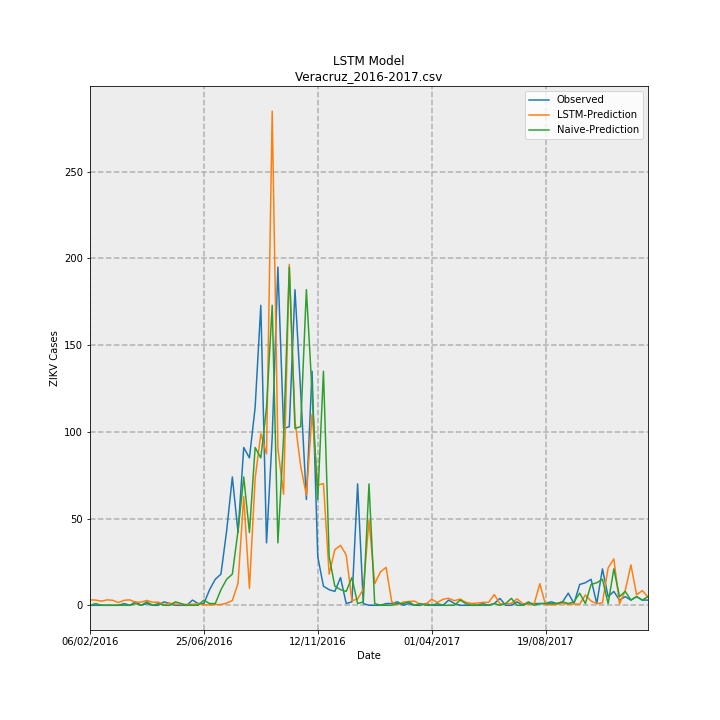 LSTM Model
Veracruz_2016-2017.csv
Observed
LSTM-Prediction
Naive-Prediction
ZIKV Cases
250
200
150
100
50
0
06/02/2016
25/06/2016
12/11/2016
01/04/2017
19/08/2017
Date